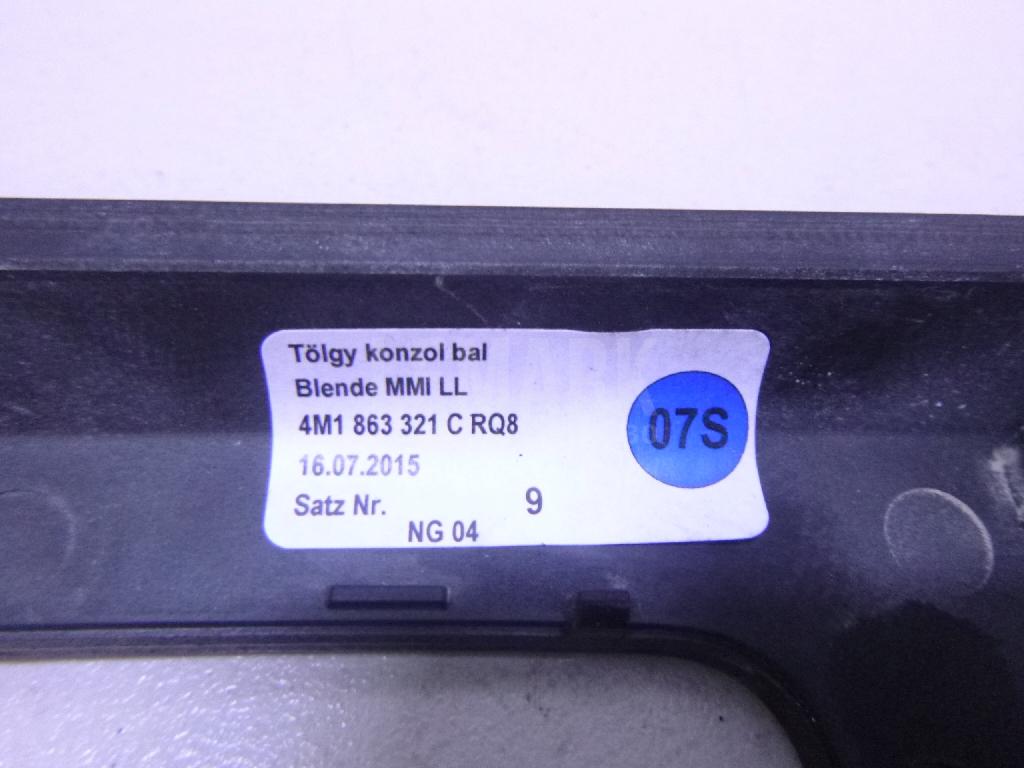 Tölgy konzol bal
Blende MMI LL
4M1 863 321 C RQ8
07S
16.07.2015
Satz Nr. 9
NG 04